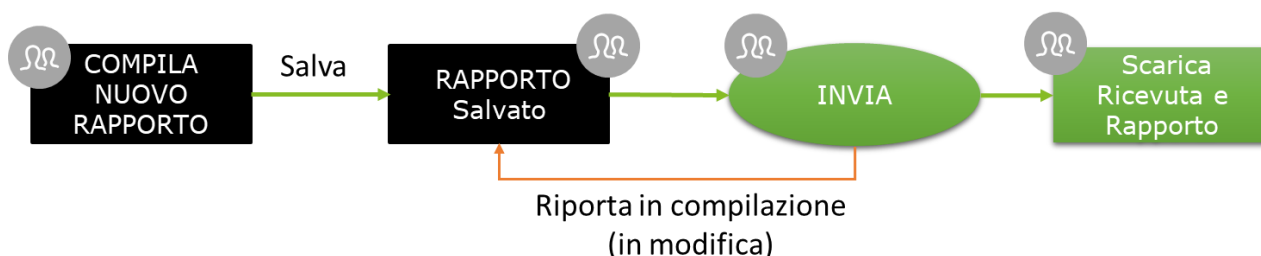 COMPILA
NUOVO
RAPPORTO
Salva
RAPPORTO
Salvato
INVIA
Scarica
Ricevuta e
Rapporto
Riporta in compilazione
(in modifica)